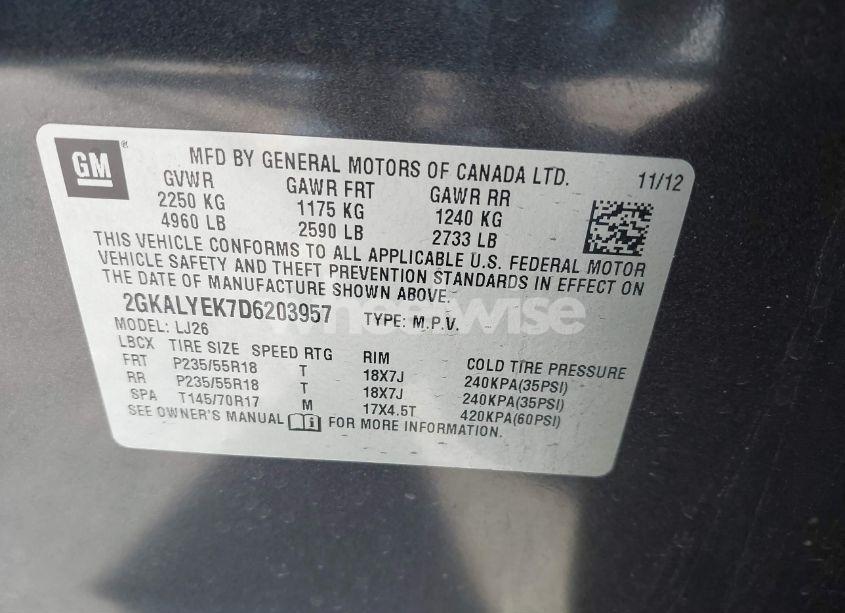 GM ®
MFD BY GENERAL MOTORS OF CANADA LTD.
11/12
GVWR GAWR FRT GAWR RR
2250 KG 1175 KG 1240 KG
4960 LB 2590 LB 2733 LB
THIS VEHICLE CONFORMS TO ALL APPLICABLE U.S. FEDERAL MOTOR
VEHICLE SAFETY AND THEFT PREVENTION STANDARDS IN EFFECT ON
THE DATE OF MANUFACTURE SHOWN ABOVE.
2GKALYEK7D6203957 TYPE: M.P.V.
wheelwise
MODEL: LJ26
LBCX TIRE SIZE SPEED RTG RIM COLD TIRE PRESSURE
FRT P235/55R18 T 18X7J 240KPA(35PSI)
RR P235/55R18 T 18X7J 240KPA(35PSI)
SPA T145/70R17 M 17X4.5T 420KPA(60PSI)
SEE OWNER'S MANUAL FOR MORE INFORMATION.